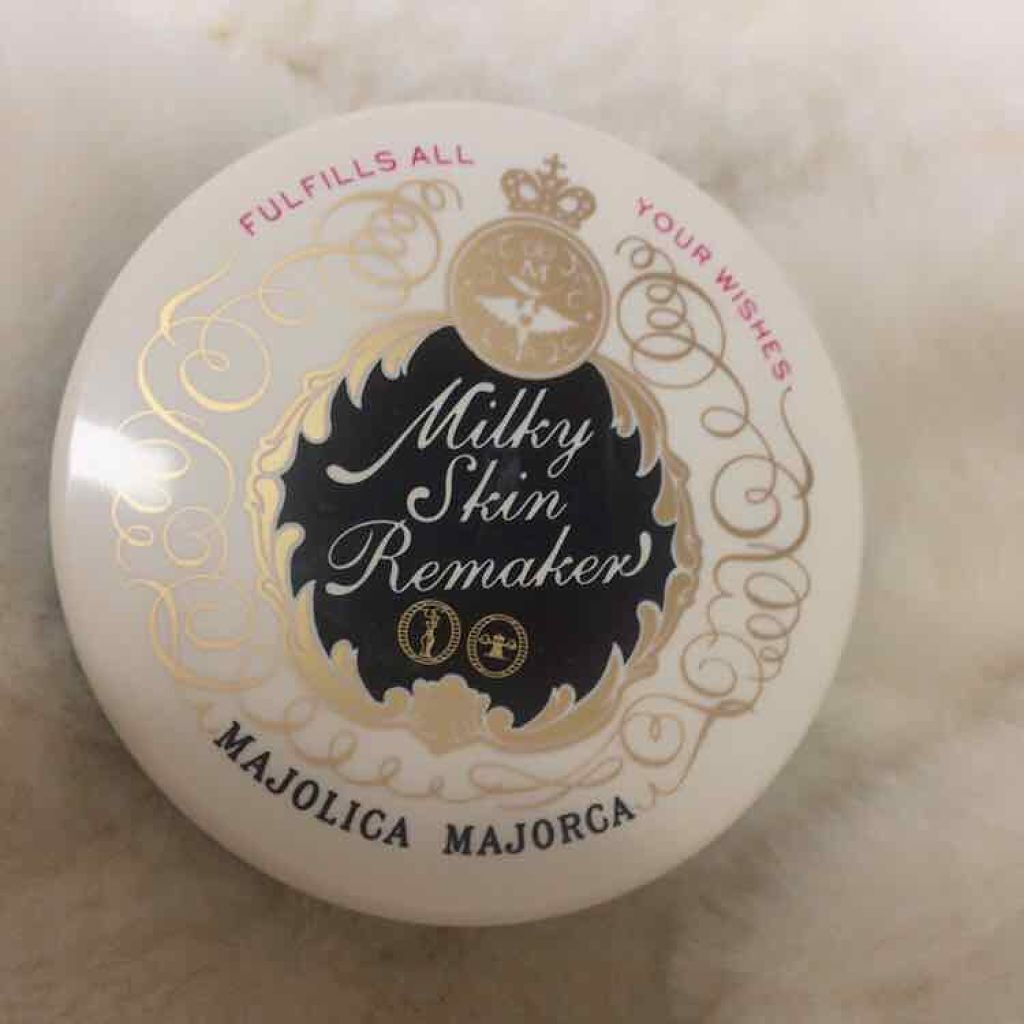 FULFILLS ALL
YOUR WISHES.
M
Milky
Skin
Remaker
MAJOLICA MAJORCA